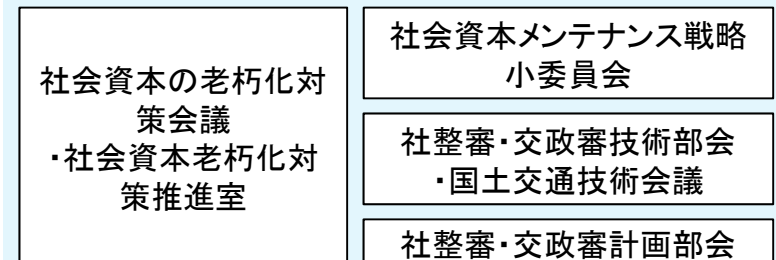 社会資本の老朽化対
策会議
・社会資本老朽化対
策推進室
社会資本メンテナンス戦略
小委員会
社整審・交政審技術部会
・国土交通技術会議
社整審・交政審計画部会